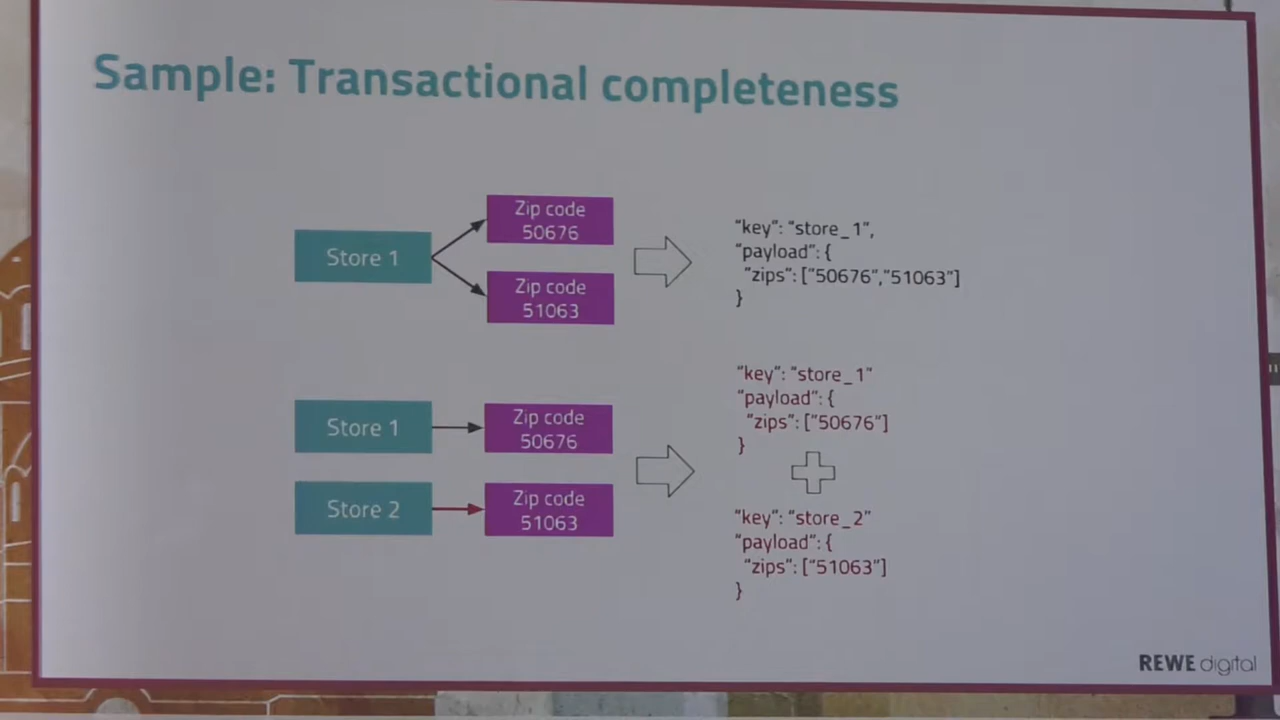 Sample: Transactional completeness
Store 1
Zip code
50676
Zip code
51063
“key”: “store_1”,
“payload”: {
“zips”: [“50676”,“51063”]
}
Store 1
Zip code
50676
Store 2
Zip code
51063
“key”: “store_1”
“payload”: {
“zips”: [“50676”]
}
“key”: “store_2”
“payload”: {
“zips”: [“51063”]
}
REWE digital